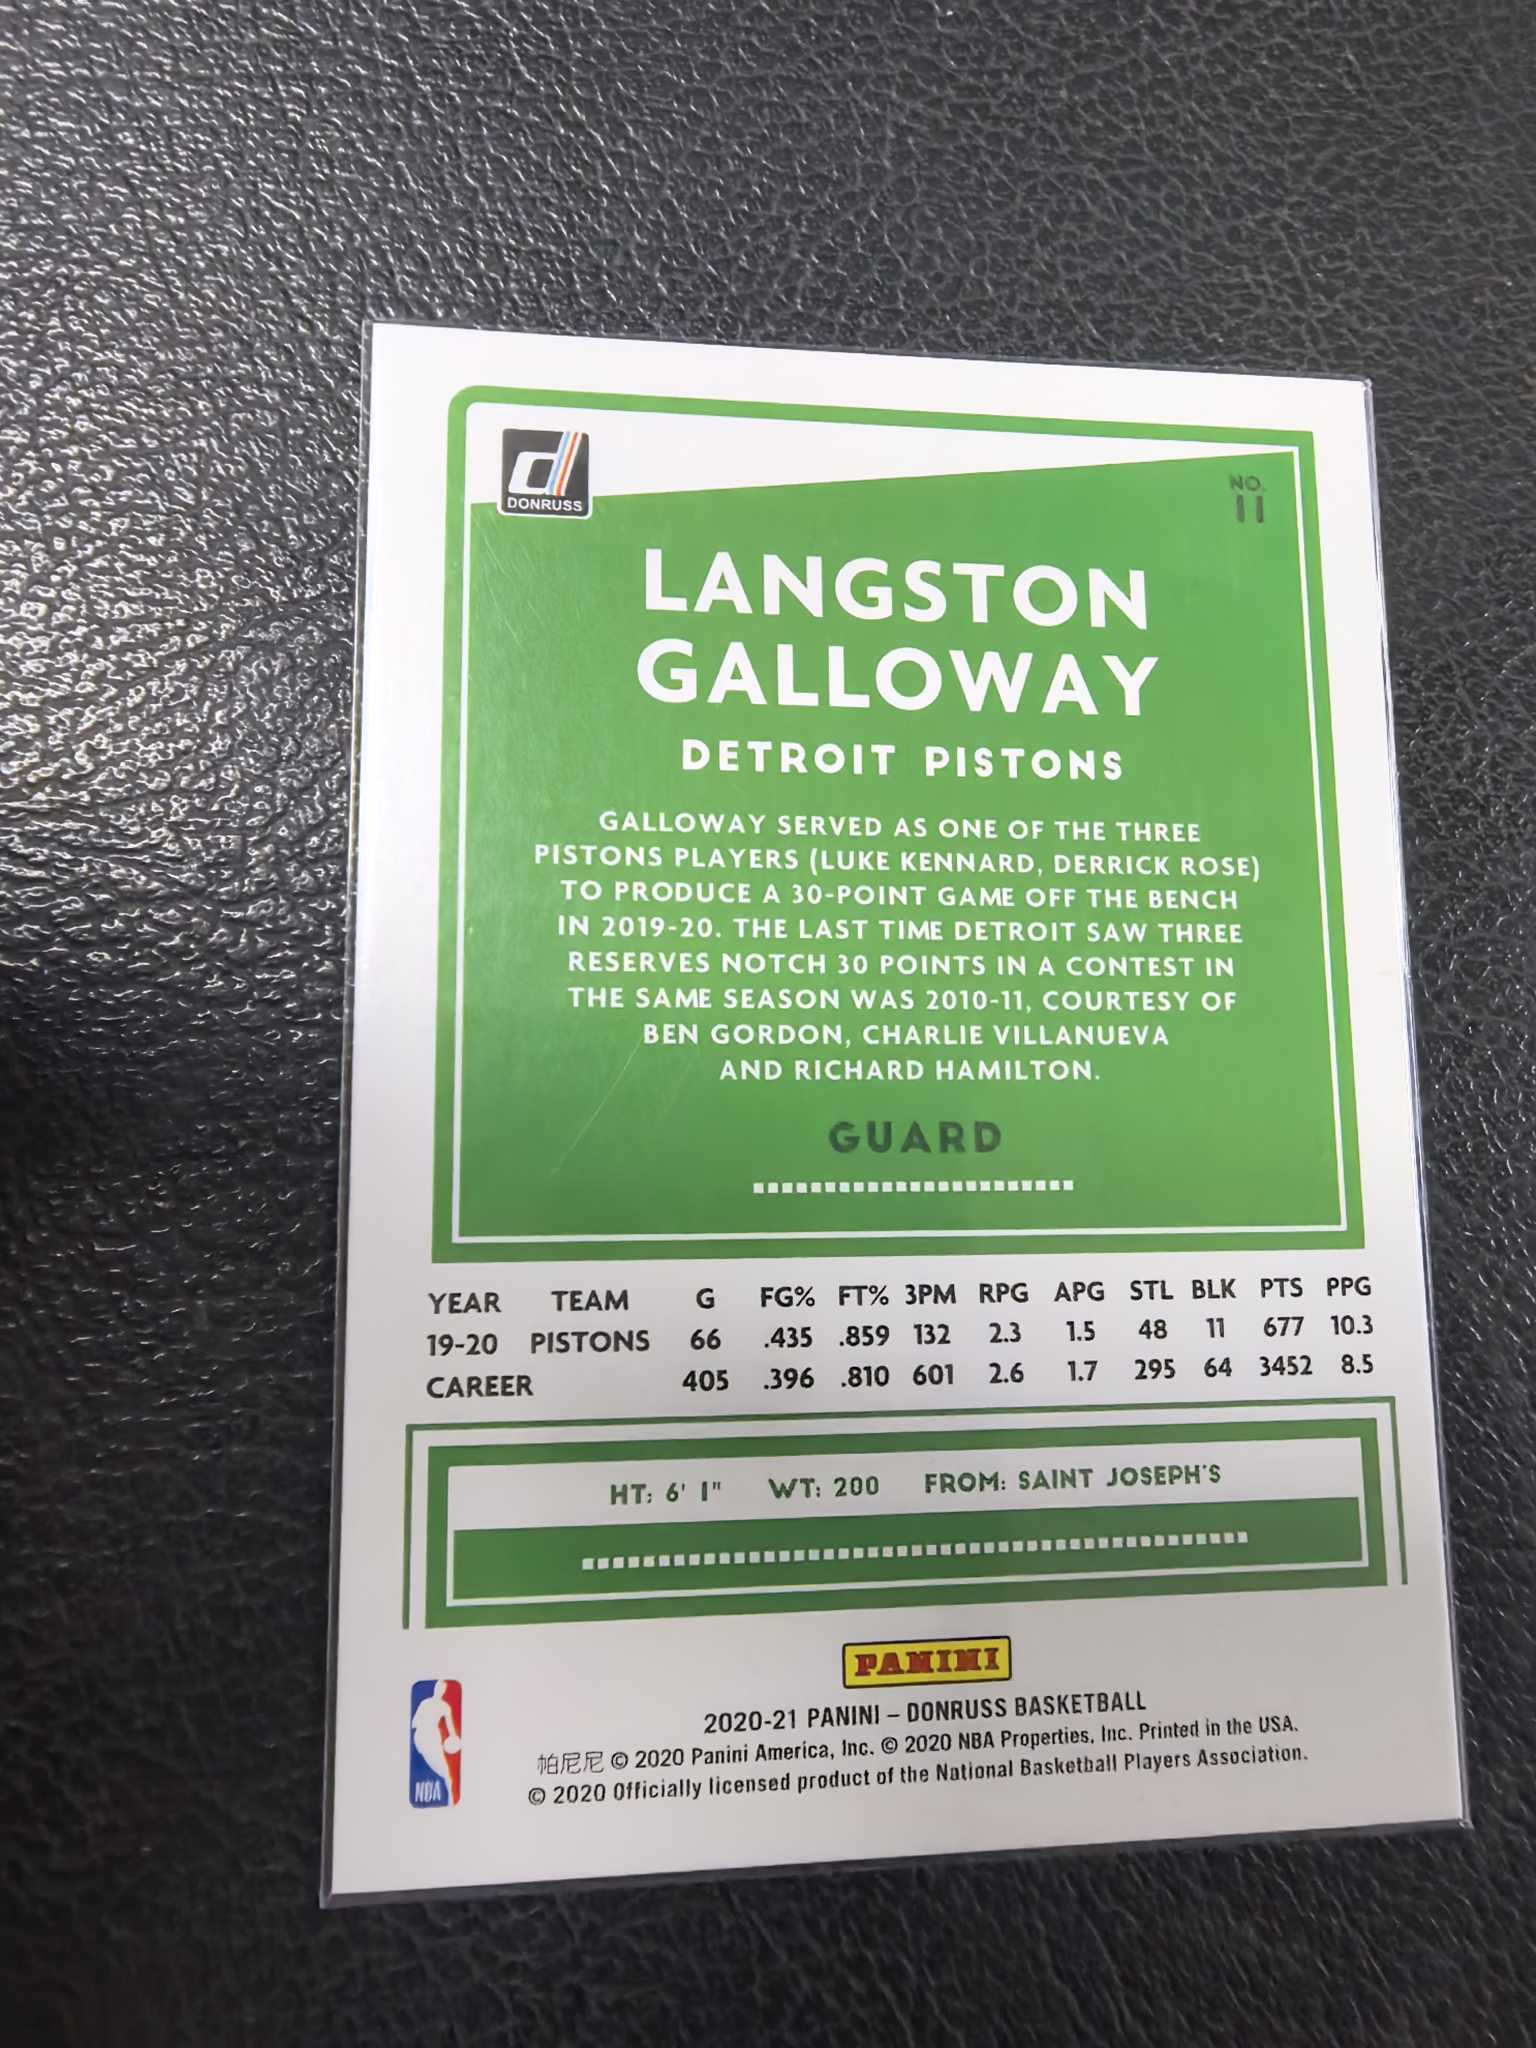 DONRUSS
NO.
11
LANGSTON
GALLOWAY
DETROIT PISTONS
GALLOWAY SERVED AS ONE OF THE THREE
PISTONS PLAYERS (LUKE KENNARD, DERRICK ROSE)
TO PRODUCE A 30-POINT GAME OFF THE BENCH
IN 2019-20. THE LAST TIME DETROIT SAW THREE
RESERVES NOTCH 30 POINTS IN A CONTEST IN
THE SAME SEASON WAS 2010-11, COURTESY OF
BEN GORDON, CHARLIE VILLANUEVA
AND RICHARD HAMILTON.
GUARD
YEAR TEAM G FG% FT% 3PM RPG APG STL BLK PTS PPG
19-20 PISTONS 66 .435 .859 132 2.3 1.5 48 11 677 10.3
CAREER 405 .396 .810 601 2.6 1.7 295 64 3452 8.5
HT: 6' 1" WT: 200 FROM: SAINT JOSEPH'S
PANINI
2020-21 PANINI – DONRUSS BASKETBALL
帕尼尼 © 2020 Panini America, Inc. © 2020 NBA Properties, Inc. Printed in the USA.
© 2020 Officially licensed product of the National Basketball Players Association.
NBA